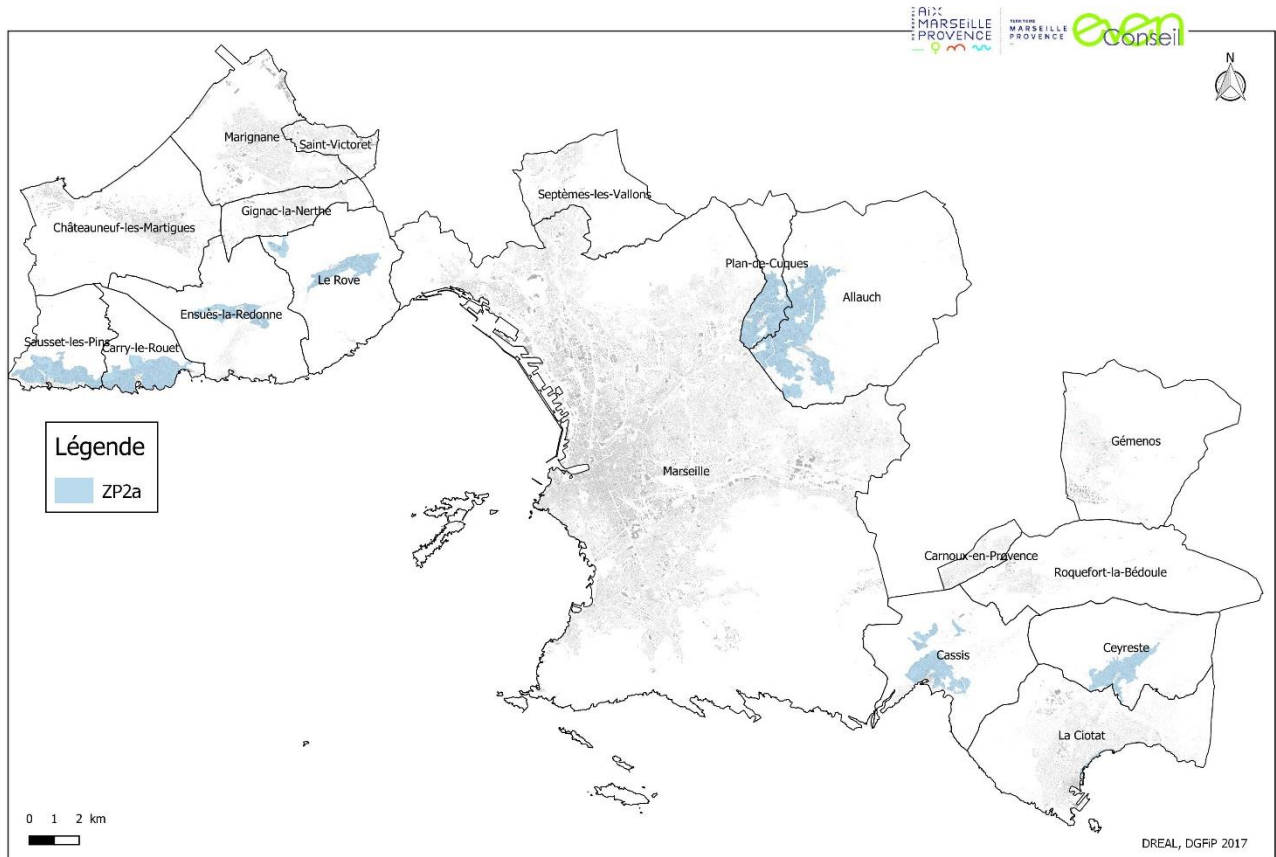 AIX
MARSEILLE
PROVENCE
TERRITOIRE
MARSEILLE
PROVENCE
even
Conseil
N
Marignane
Saint-Victoret
Septèmes-les-Vallons
Gignac-la-Nerthe
Châteauneuf-les-Martigues
Plan-de-Cuques
Le Rove
Allauch
Ensuès-la-Redonne
Sausset-les-Pins
Carry-le-Rouet
Légende
ZP2a
Gémenos
Marseille
Carnoux-en-Provence
Roquefort-la-Bédoule
Cassis
Ceyreste
La Ciotat
0 1 2 km
DREAL, DGFiP 2017